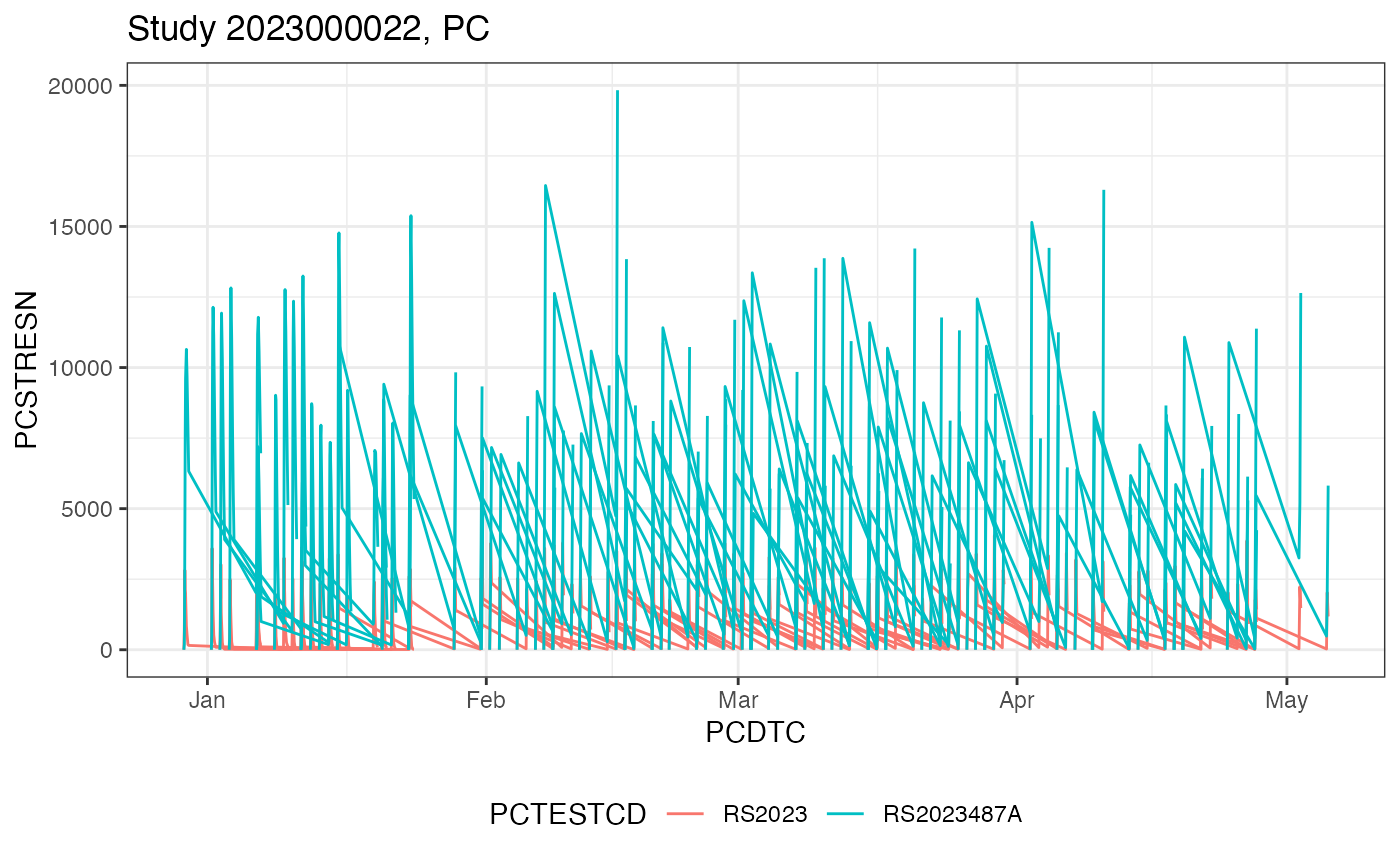 Study 2023000022, PC
20000
15000
10000
5000
0
PCSTRESN
Jan Feb Mar Apr May
PCDTC
PCTESTCD RS2023 RS2023487A